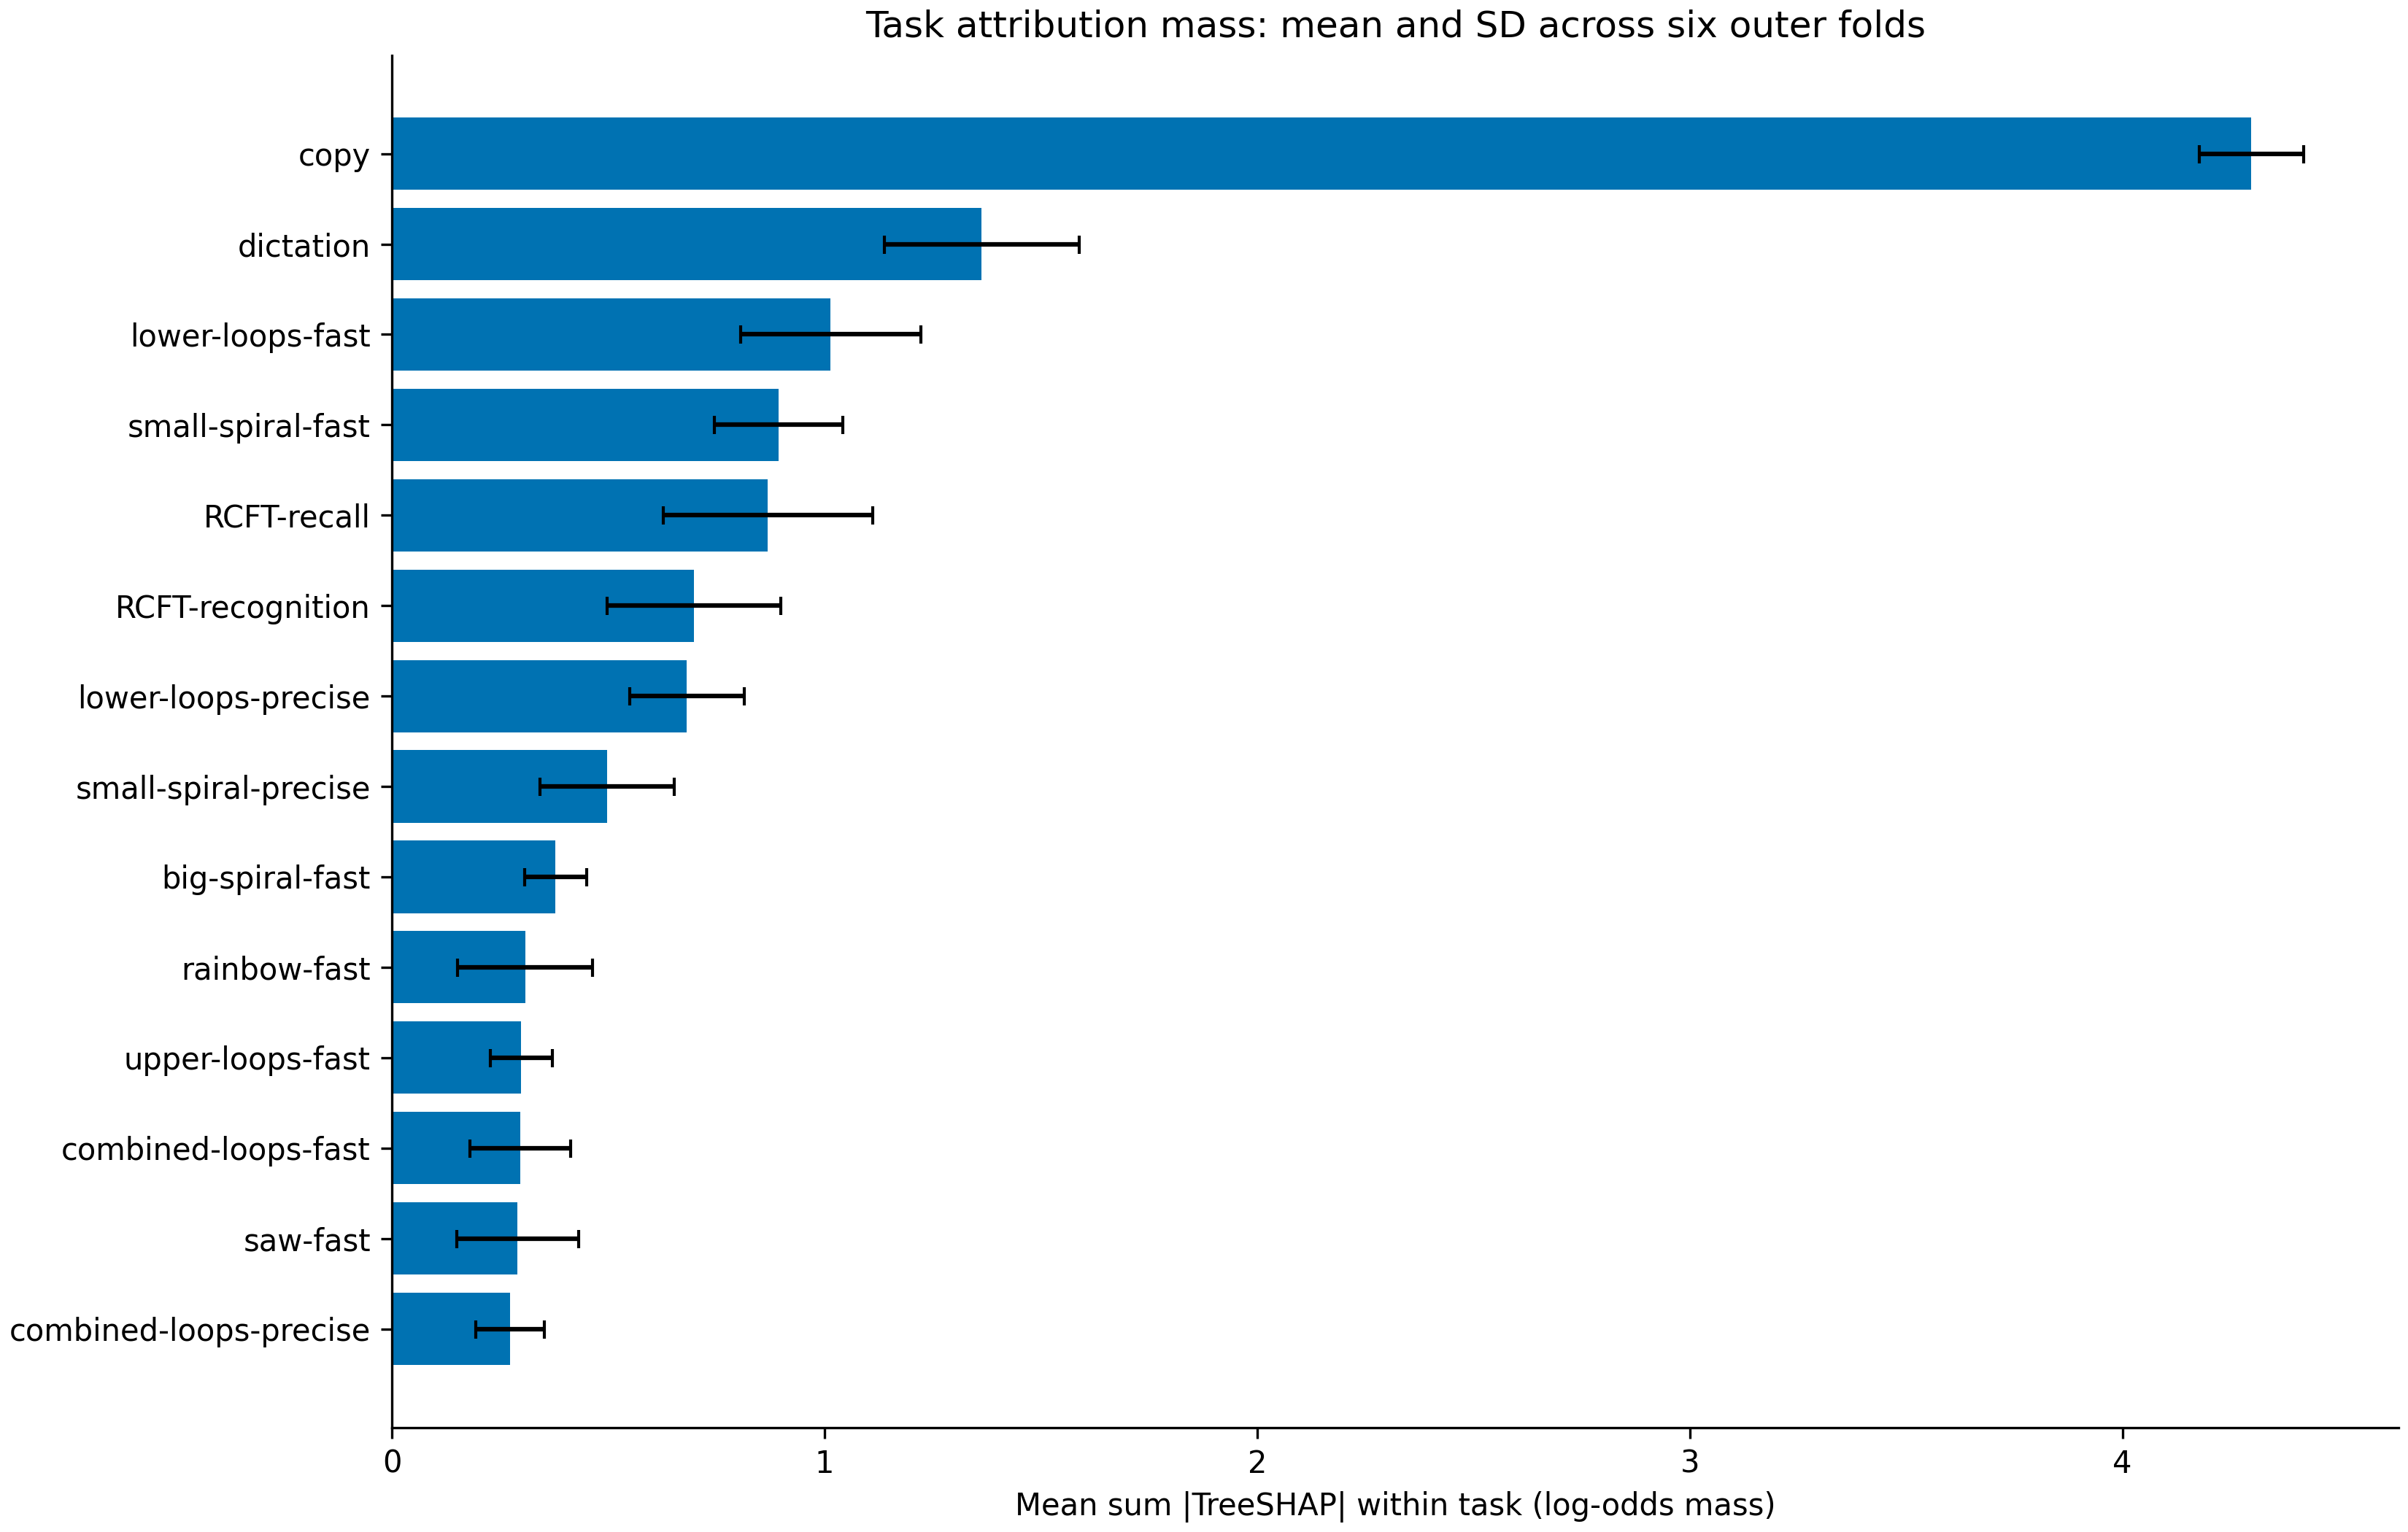 Task attribution mass: mean and SD across six outer folds
copy
dictation
lower-loops-fast
small-spiral-fast
RCFT-recall
RCFT-recognition
lower-loops-precise
small-spiral-precise
big-spiral-fast
rainbow-fast
upper-loops-fast
combined-loops-fast
saw-fast
combined-loops-precise
0 1 2 3 4
Mean sum |TreeSHAP| within task (log-odds mass)